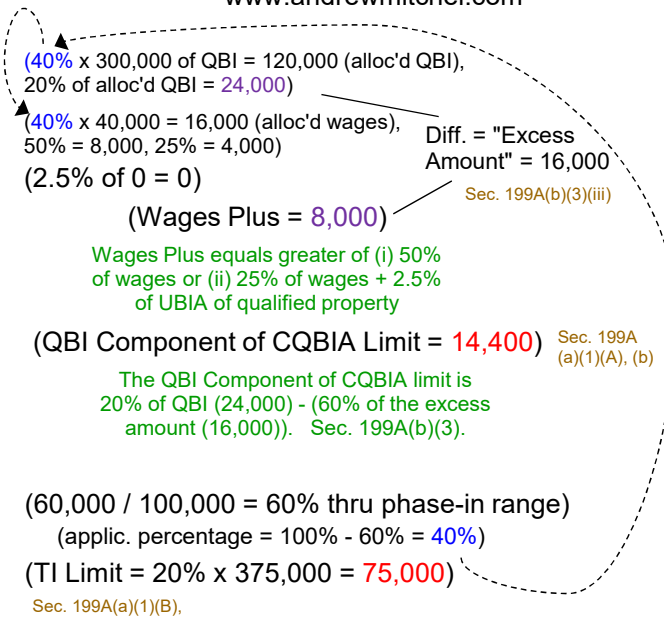 www.andrewmitchel.com
(40% x 300,000 of QBI = 120,000 (alloc'd QBI),
20% of alloc'd QBI = 24,000)
(40% x 40,000 = 16,000 (alloc'd wages),
50% = 8,000, 25% = 4,000)
(2.5% of 0 = 0)
Diff. = "Excess
Amount" = 16,000
Sec. 199A(b)(3)(iii)
(Wages Plus = 8,000)
Wages Plus equals greater of (i) 50%
of wages or (ii) 25% of wages + 2.5%
of UBIA of qualified property
(QBI Component of CQBIA Limit = 14,400)
Sec. 199A
(a)(1)(A), (b)
The QBI Component of CQBIA limit is
20% of QBI (24,000) - (60% of the excess
amount (16,000)). Sec. 199A(b)(3).
(60,000 / 100,000 = 60% thru phase-in range)
(applic. percentage = 100% - 60% = 40%)
(TI Limit = 20% x 375,000 = 75,000)
Sec. 199A(a)(1)(B),